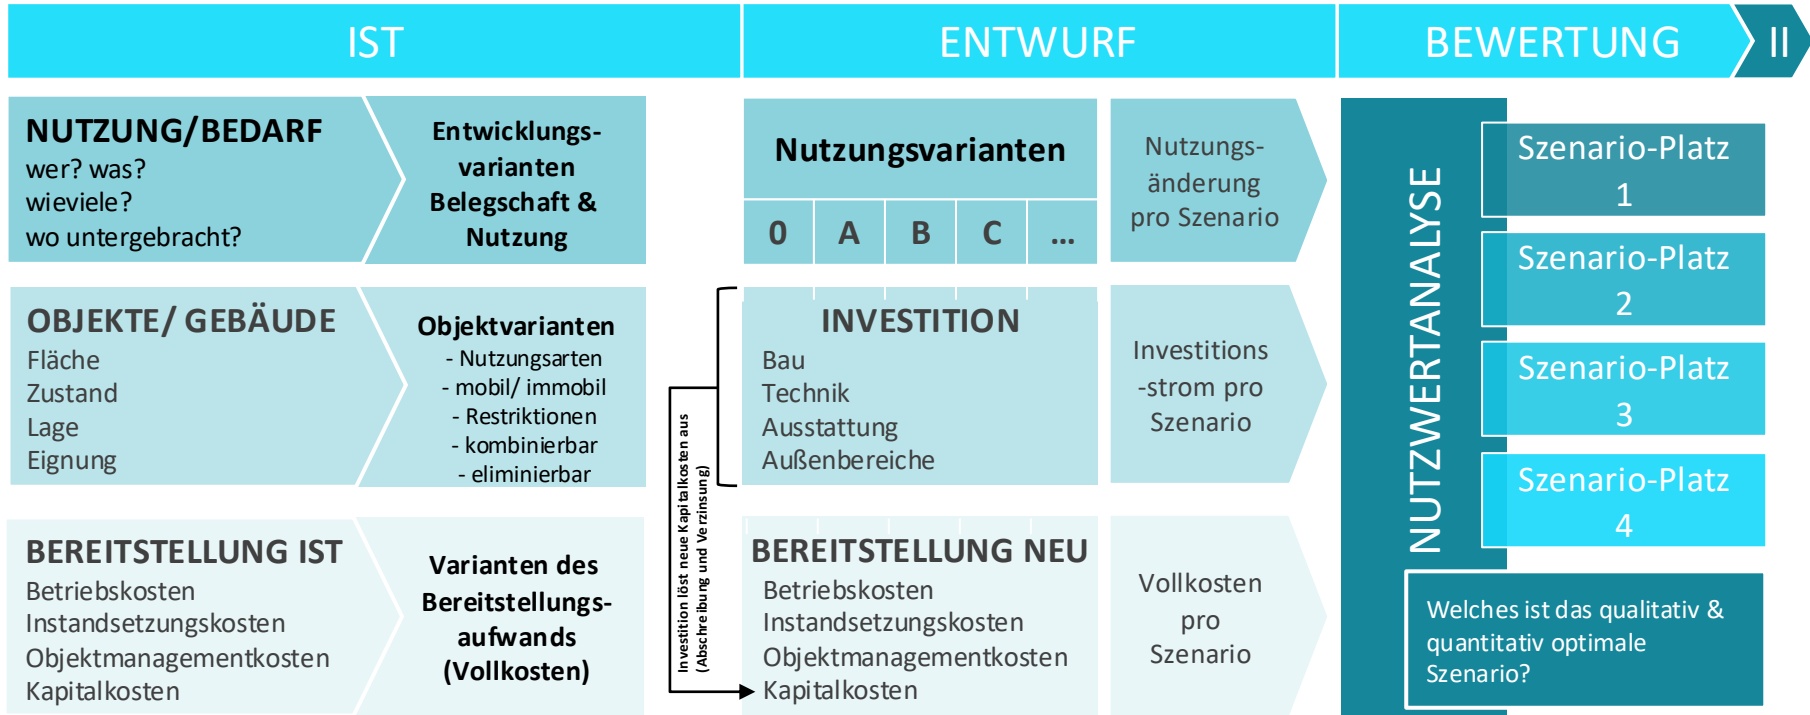 IST
ENTWURF
BEWERTUNG
II
NUTZUNG/BEDARF
wer? was?
wieviele?
wo untergebracht?
Entwicklungs-
varianten
Belegschaft &
Nutzung
Nutzungsvarianten
0 A B C ...
Nutzungs-
änderung
pro Szenario
OBJEKTE/ GEBÄUDE
Fläche
Zustand
Lage
Eignung
Objektvarianten
- Nutzungsarten
- mobil/ immobil
- Restriktionen
- kombinierbar
- eliminierbar
Investition löst neue Kapitalkosten aus
(Abschreibung und Verzinsung)
INVESTITION
Bau
Technik
Ausstattung
Außenbereiche
Investitions
-strom pro
Szenario
BEREITSTELLUNG IST
Betriebskosten
Instandsetzungskosten
Objektmanagementkosten
Kapitalkosten
Varianten des
Bereitstellungs-
aufwands
(Vollkosten)
BEREITSTELLUNG NEU
Betriebskosten
Instandsetzungskosten
Objektmanagementkosten
Kapitalkosten
Vollkosten
pro
Szenario
NUTZWERTANALYSE
Szenario-Platz
1
Szenario-Platz
2
Szenario-Platz
3
Szenario-Platz
4
Welches ist das qualitativ &
quantitativ optimale
Szenario?